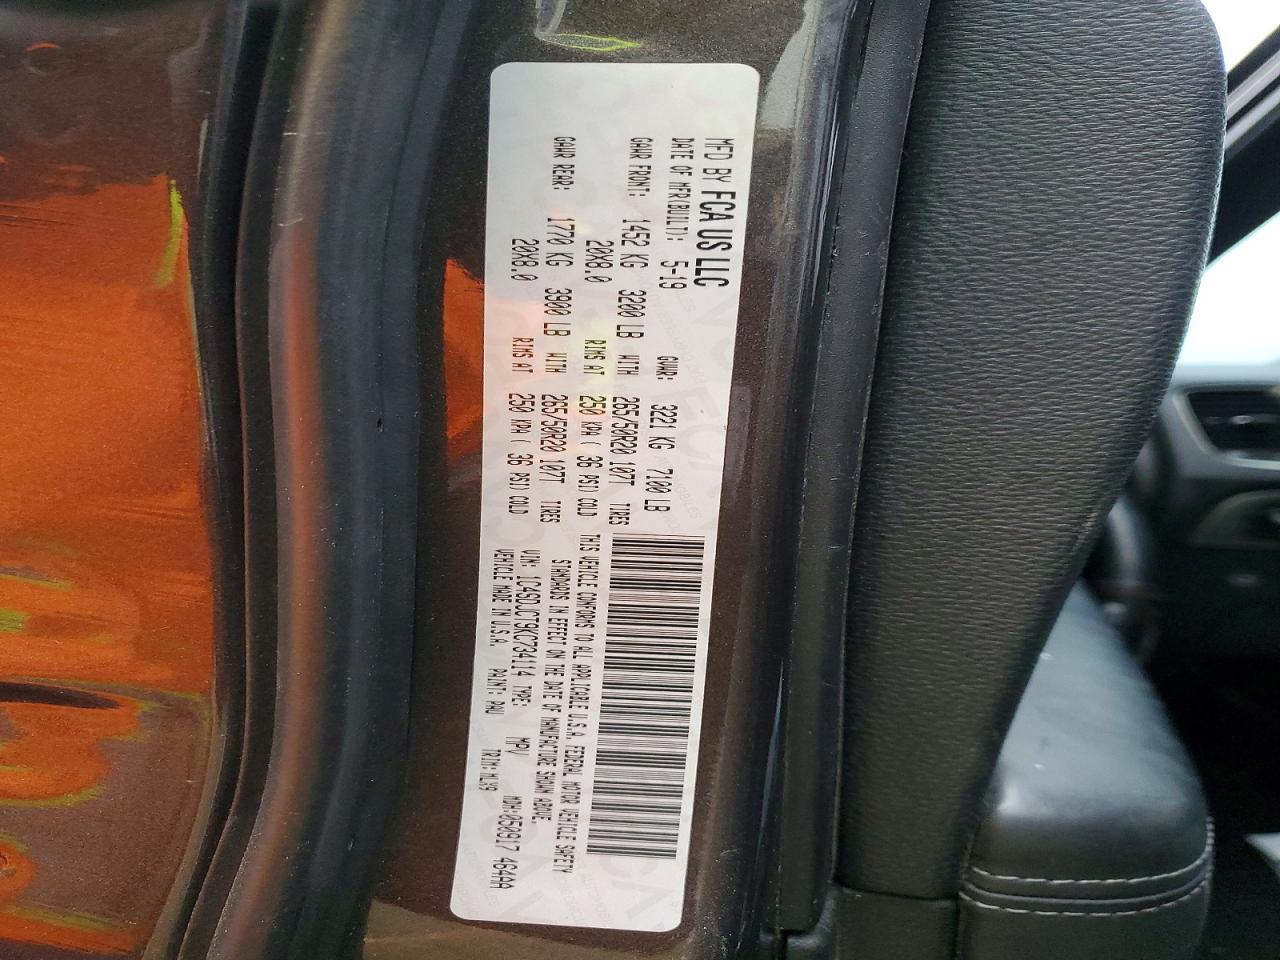 MFD BY FCA US LLC
DATE OF MFR(BUILT): 5-19 GVWR: 3221 KG 7100 LB
GAWR FRONT: 1452 KG 3200 LB WITH 265/50R20 107T TIRES
20X8.0 RIMS AT 250 KPA ( 36 PSI) COLD
GAWR REAR: 1770 KG 3900 LB WITH 265/50R20 107T TIRES
20X8.0 RIMS AT 250 KPA ( 36 PSI) COLD
THIS VEHICLE CONFORMS TO ALL APPLICABLE U.S.A. FEDERAL MOTOR VEHICLE SAFETY
STANDARDS IN EFFECT ON THE DATE OF MANUFACTURE SHOWN ABOVE.
VIN: 1C4SDJCT9KC734114 TYPE: MPV MDH:050917 464AA
VEHICLE MADE IN U.S.A. PAINT: PAU TRIM:MLX9